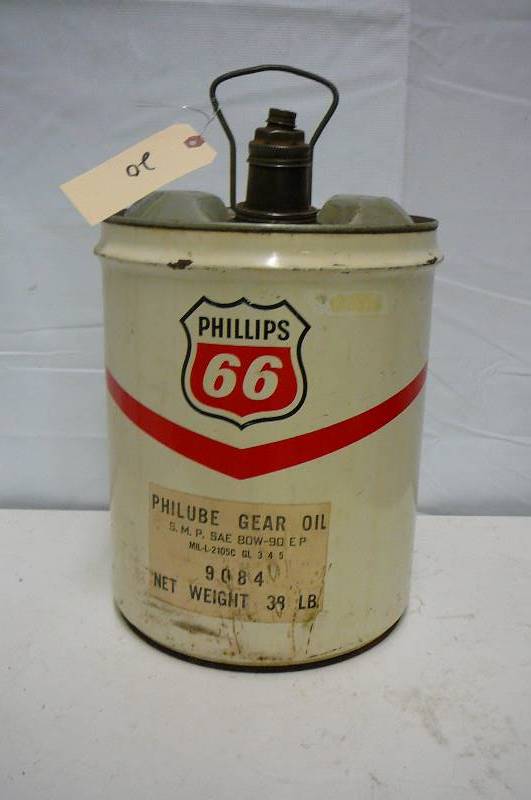 PHILLIPS
66
PHILUBE GEAR OIL
S. M. P. SAE 80W-90 EP
MIL-L-2105C GL 3 4 5
9084
NET WEIGHT 38 LB.